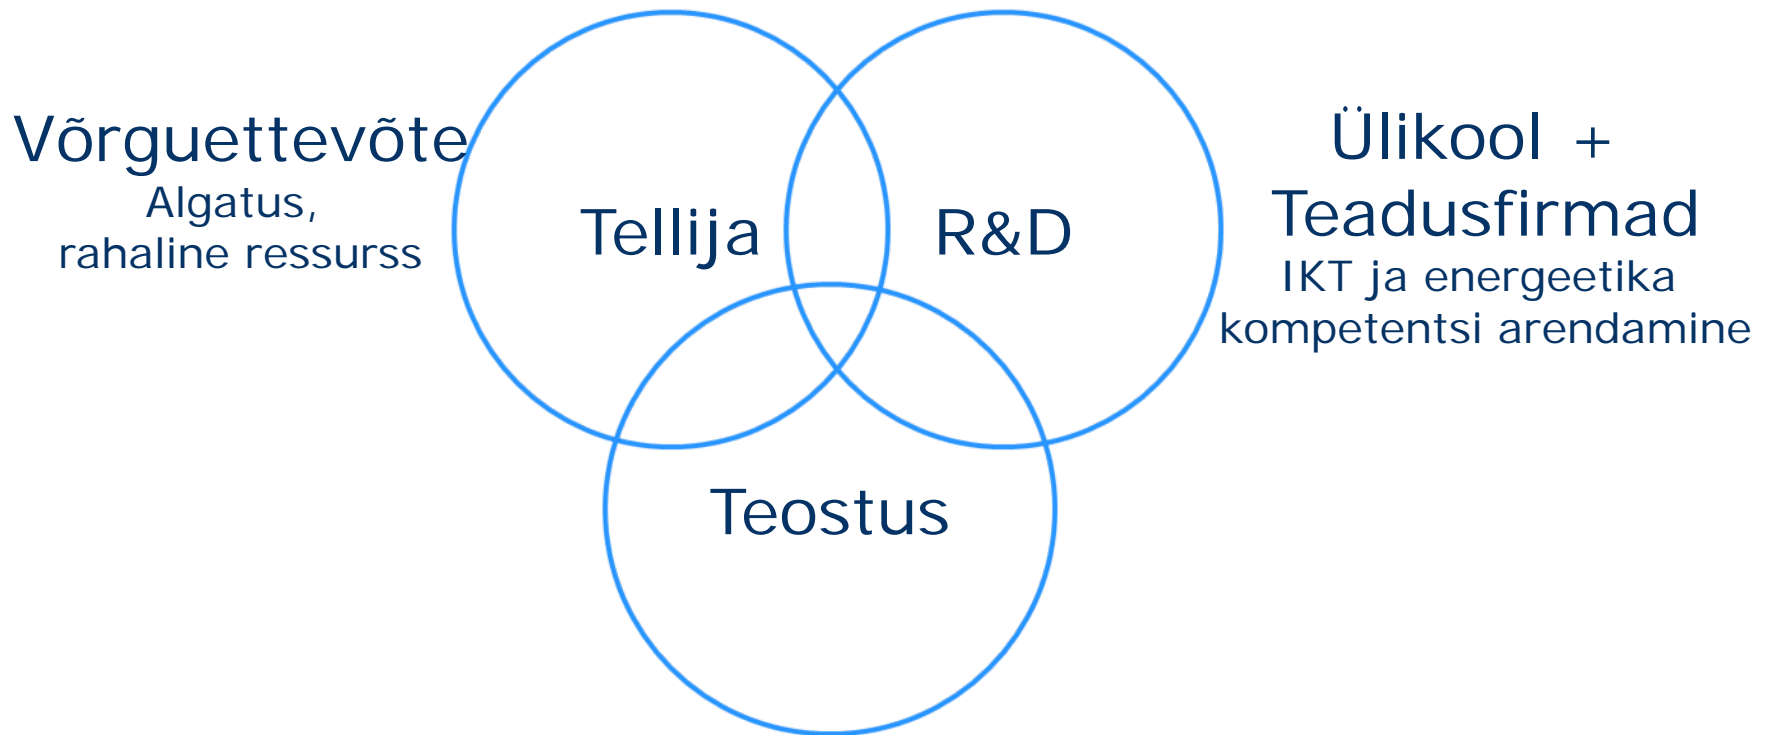 Võrguettevõte
Algatus,
rahaline ressurss
Tellija
R&D
Ülikool +
Teadusfirmad
IKT ja energeetika
kompetentsi arendamine
Teostus